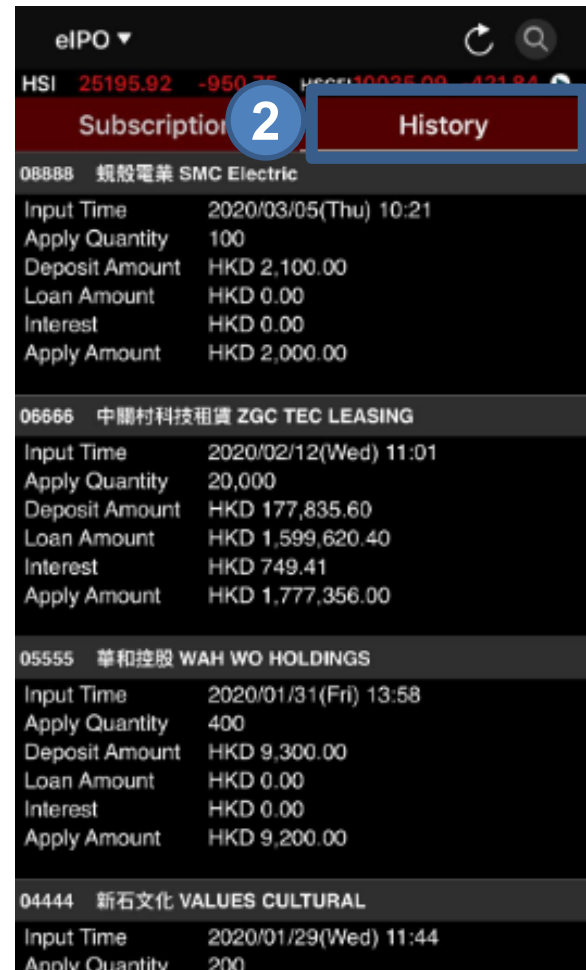 eIPO ▼
HSI 25195.92 -950.75 10035.09 -421.84
Subscription 2 History
08888 蜆殼電業 SMC Electric
Input Time 2020/03/05(Thu) 10:21
Apply Quantity 100
Deposit Amount HKD 2,100.00
Loan Amount HKD 0.00
Interest HKD 0.00
Apply Amount HKD 2,000.00
06666 中關村科技租賃 ZGC TEC LEASING
Input Time 2020/02/12(Wed) 11:01
Apply Quantity 20,000
Deposit Amount HKD 177,835.60
Loan Amount HKD 1,599,620.40
Interest HKD 749.41
Apply Amount HKD 1,777,356.00
05555 華和控股 WAH WO HOLDINGS
Input Time 2020/01/31(Fri) 13:58
Apply Quantity 400
Deposit Amount HKD 9,300.00
Loan Amount HKD 0.00
Interest HKD 0.00
Apply Amount HKD 9,200.00
04444 新石文化 VALUES CULTURAL
Input Time 2020/01/29(Wed) 11:44
Apply Quantity 200